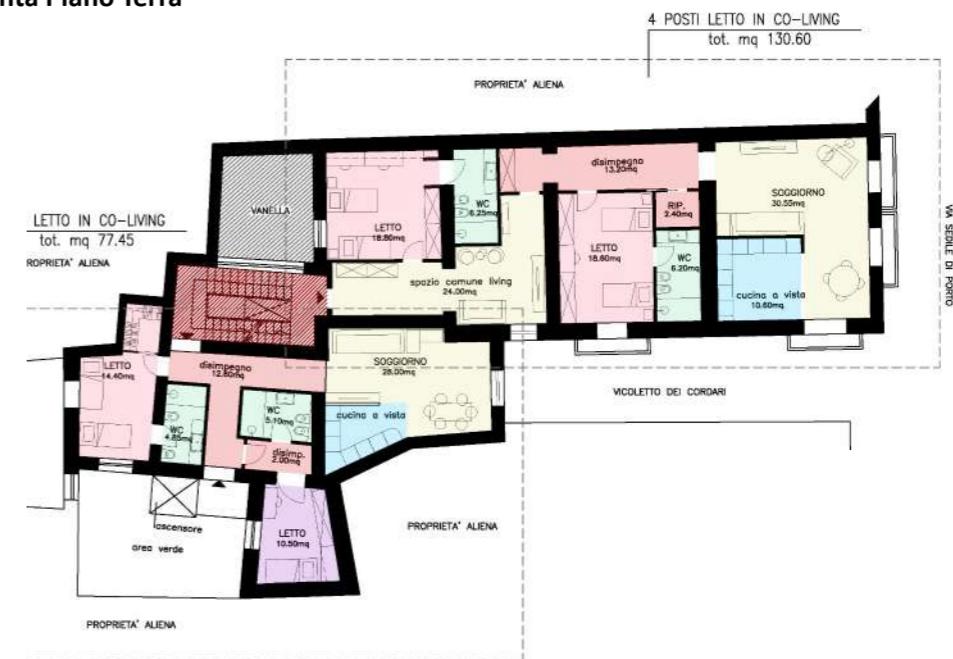 nta Piano Terra
4 POSTI LETTO IN CO-LIVING
tot. mq 130.60
PROPRIETA' ALIENA
disimpegno
13.20mq
SOGGIORNO
30.55mq
VANELLA
WC
6.25mq
RIP.
2.40mq
LETTO
18.80mq
LETTO
18.60mq
WC
6.20mq
VIA SEDILE DI PORTO
LETTO IN CO-LIVING
tot. mq 77.45
ROPRIETA' ALIENA
spazio comune living
24.00mq
cucina a vista
10.60mq
LETTO
14.40mq
disimpegno
12.60mq
SOGGIORNO
28.00mq
VICOLETTO DEI CORDARI
WC
5.10mq
cucina a vista
WC
4.85mq
disimp.
2.00mq
ascensore
area verde
LETTO
10.50mq
PROPRIETA' ALIENA
PROPRIETA' ALIENA